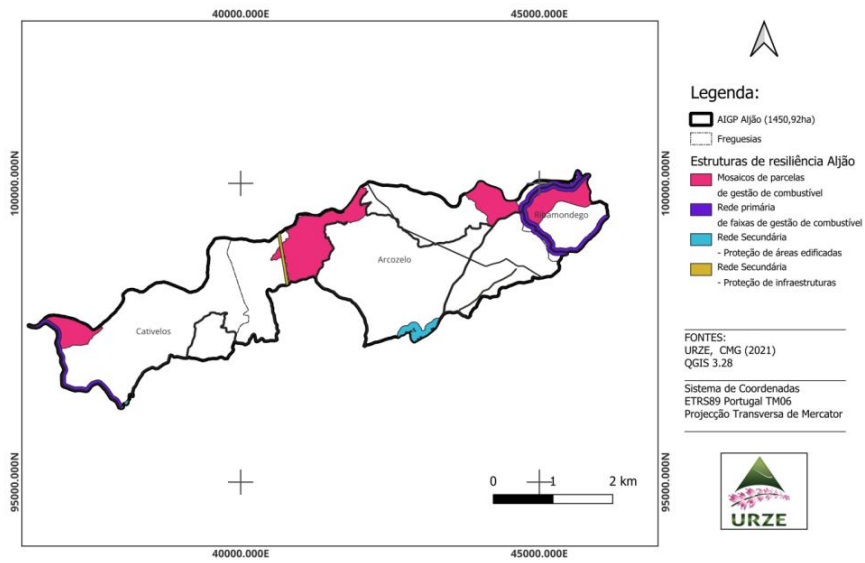 40000.000E
45000.000E
100000.000N
100000.000N
Ribamondego
Arcozelo
Cativelos
95000.000N
95000.000N
0 1 2 km
40000.000E
45000.000E
Legenda:
AIGP Aljão (1450,92ha)
Freguesias
Estruturas de resiliência Aljão
Mosaicos de parcelas
de gestão de combustível
Rede primária
de faixas de gestão de combustível
Rede Secundária
- Proteção de áreas edificadas
Rede Secundária
- Proteção de infraestruturas
FONTES:
URZE, CMG (2021)
QGIS 3.28
Sistema de Coordenadas
ETRS89 Portugal TM06
Projecção Transversa de Mercator
URZE